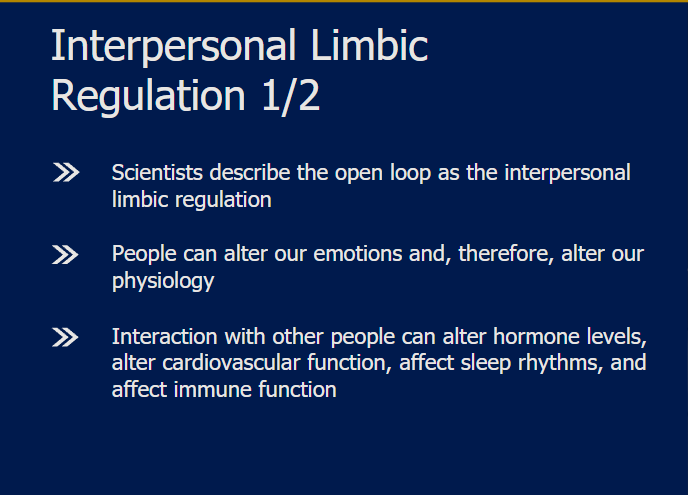 Interpersonal Limbic
Regulation 1/2
Scientists describe the open loop as the interpersonal
limbic regulation
People can alter our emotions and, therefore, alter our
physiology
Interaction with other people can alter hormone levels,
alter cardiovascular function, affect sleep rhythms, and
affect immune function